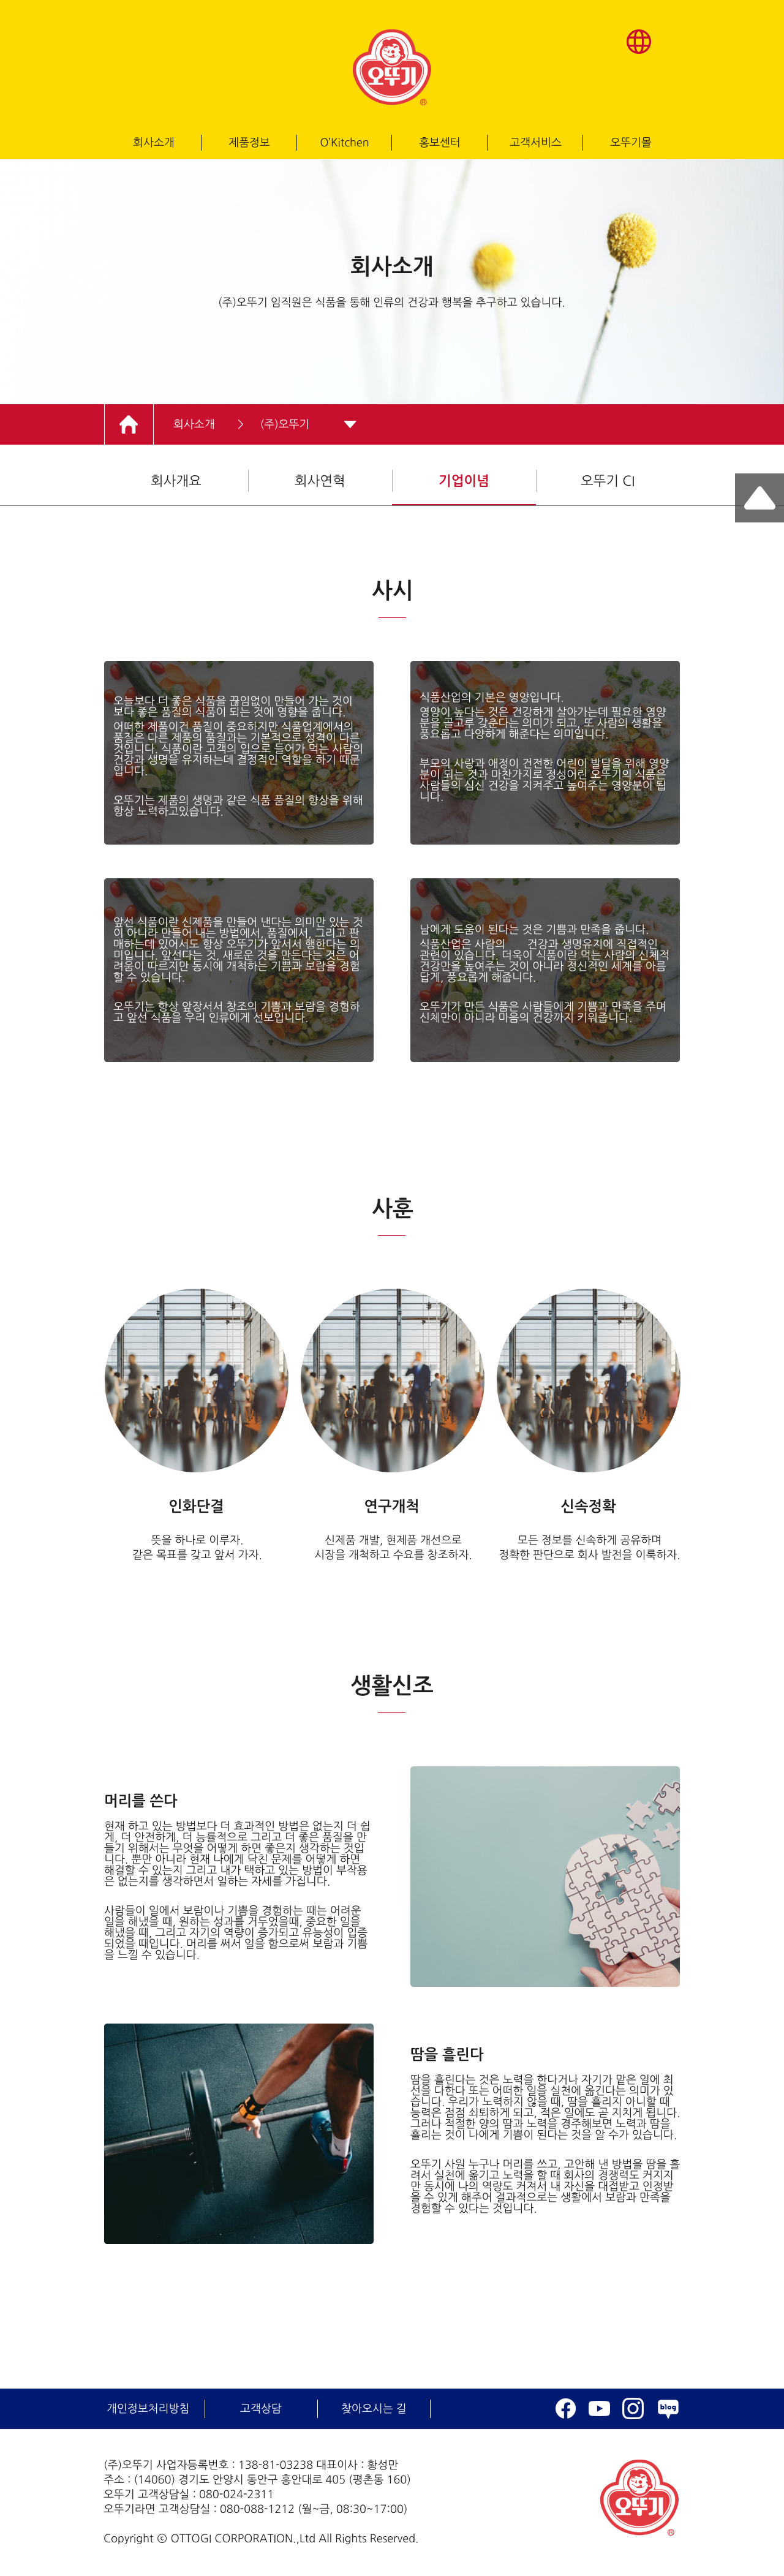 오뚜기
®
회사소개
제품정보
O'Kitchen
홍보센터
고객서비스
오뚜기몰
회사소개
(주)오뚜기 임직원은 식품을 통해 인류의 건강과 행복을 추구하고 있습니다.
회사소개 > (주)오뚜기
회사개요
회사연혁
기업이념
오뚜기 CI
사시
오늘보다 더 좋은 식품을 끊임없이 만들어 가는 것이
보다 좋은 품질의 식품이 되는 것에 영향을 줍니다.
어떠한 제품이건 품질이 중요하지만 식품업계에서의
품질은 다른 제품의 품질과는 기본적으로 성격이 다른
것입니다. 식품이란 고객의 입으로 들어가 먹는 사람의
건강과 생명을 유지하는데 결정적인 역할을 하기 때문
입니다.
오뚜기는 제품의 생명과 같은 식품 품질의 향상을 위해
항상 노력하고있습니다.
식품산업의 기본은 영양입니다.
영양이 높다는 것은 건강하게 살아가는데 필요한 영양
분을 골고루 갖춘다는 의미가 되고, 또 사람의 생활을
풍요롭고 다양하게 해준다는 의미입니다.
부모의 사랑과 애정이 건전한 어린이 발달을 위해 영양
분이 되는 것과 마찬가지로 정성어린 오뚜기의 식품은
사람들의 심신 건강을 지켜주고 높여주는 영양분이 됩
니다.
앞선 식품이란 신제품을 만들어 낸다는 의미만 있는 것
이 아니라 만들어 내는 방법에서, 품질에서, 그리고 판
매하는데 있어서도 항상 오뚜기가 앞서서 행한다는 의
미입니다. 앞선다는 것, 새로운 것을 만든다는 것은 어
려움이 따르지만 동시에 개척하는 기쁨과 보람을 경험
할 수 있습니다.
오뚜기는 항상 앞장서서 창조의 기쁨과 보람을 경험하
고 앞선 식품을 우리 인류에게 선보입니다.
남에게 도움이 된다는 것은 기쁨과 만족을 줍니다.
식품산업은 사람의 건강과 생명유지에 직접적인
관련이 있습니다. 더욱이 식품이란 먹는 사람의 신체적
건강만을 높여주는 것이 아니라 정신적인 세계를 아름
답게, 풍요롭게 해줍니다.
오뚜기가 만든 식품은 사람들에게 기쁨과 만족을 주며
신체만이 아니라 마음의 건강까지 키워줍니다.
사훈
인화단결
뜻을 하나로 이루자.
같은 목표를 갖고 앞서 가자.
연구개척
신제품 개발, 현제품 개선으로
시장을 개척하고 수요를 창조하자.
신속정확
모든 정보를 신속하게 공유하며
정확한 판단으로 회사 발전을 이룩하자.
생활신조
머리를 쓴다
현재 하고 있는 방법보다 더 효과적인 방법은 없는지 더 쉽
게, 더 안전하게, 더 능률적으로 그리고 더 좋은 품질을 만
들기 위해서는 무엇을 어떻게 하면 좋은지 생각하는 것입
니다. 뿐만 아니라 현재 나에게 닥친 문제를 어떻게 하면
해결할 수 있는지 그리고 내가 택하고 있는 방법이 부작용
은 없는지를 생각하면서 일하는 자세를 가집니다.
사람들이 일에서 보람이나 기쁨을 경험하는 때는 어려운
일을 해냈을 때, 원하는 성과를 거두었을때, 중요한 일을
해냈을 때, 그리고 자기의 역량이 증가되고 유능성이 입증
되었을 때입니다. 머리를 써서 일을 함으로써 보람과 기쁨
을 느낄 수 있습니다.
땀을 흘린다
땀을 흘린다는 것은 노력을 한다거나 자기가 맡은 일에 최
선을 다한다 또는 어떠한 일을 실천에 옮긴다는 의미가 있
습니다. 우리가 노력하지 않을 때, 땀을 흘리지 아니할 때
능력은 점점 쇠퇴하게 되고, 적은 일에도 곧 지치게 됩니다.
그러나 적절한 양의 땀과 노력을 경주해보면 노력과 땀을
흘리는 것이 나에게 기쁨이 된다는 것을 알 수가 있습니다.
오뚜기 사원 누구나 머리를 쓰고, 고안해 낸 방법을 땀을 흘
려서 실천에 옮기고 노력을 할 때 회사의 경쟁력도 커지지
만 동시에 나의 역량도 커져서 내 자신을 대접받고 인정받
을 수 있게 해주어 결과적으로는 생활에서 보람과 만족을
경험할 수 있다는 것입니다.
개인정보처리방침
고객상담
찾아오시는 길
blog
(주)오뚜기 사업자등록번호 : 138-81-03238 대표이사 : 황성만
주소 : (14060) 경기도 안양시 동안구 흥안대로 405 (평촌동 160)
오뚜기 고객상담실 : 080-024-2311
오뚜기라면 고객상담실 : 080-088-1212 (월~금, 08:30~17:00)
Copyright ⓒ OTTOGI CORPORATION.,Ltd All Rights Reserved.
오뚜기
®